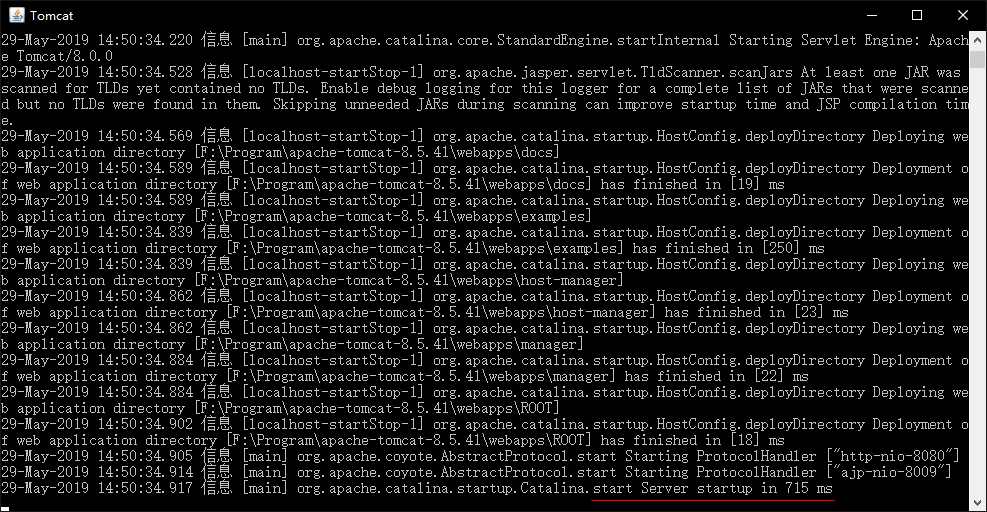 Tomcat
29-May-2019 14:50:34.220 信息 [main] org.apache.catalina.core.StandardEngine.startInternal Starting Servlet Engine: Apach
e Tomcat/8.0.0
29-May-2019 14:50:34.528 信息 [localhost-startStop-1] org.apache.jasper.servlet.TldScanner.scanJars At least one JAR was
scanned for TLDs yet contained no TLDs. Enable debug logging for this logger for a complete list of JARs that were scanne
d but no TLDs were found in them. Skipping unneeded JARs during scanning can improve startup time and JSP compilation tim
e.
29-May-2019 14:50:34.569 信息 [localhost-startStop-1] org.apache.catalina.startup.HostConfig.deployDirectory Deploying we
b application directory [F:\Program\apache-tomcat-8.5.41\webapps\docs]
29-May-2019 14:50:34.589 信息 [localhost-startStop-1] org.apache.catalina.startup.HostConfig.deployDirectory Deployment o
f web application directory [F:\Program\apache-tomcat-8.5.41\webapps\docs] has finished in [19] ms
29-May-2019 14:50:34.589 信息 [localhost-startStop-1] org.apache.catalina.startup.HostConfig.deployDirectory Deploying we
b application directory [F:\Program\apache-tomcat-8.5.41\webapps\examples]
29-May-2019 14:50:34.839 信息 [localhost-startStop-1] org.apache.catalina.startup.HostConfig.deployDirectory Deployment o
f web application directory [F:\Program\apache-tomcat-8.5.41\webapps\examples] has finished in [250] ms
29-May-2019 14:50:34.839 信息 [localhost-startStop-1] org.apache.catalina.startup.HostConfig.deployDirectory Deploying we
b application directory [F:\Program\apache-tomcat-8.5.41\webapps\host-manager]
29-May-2019 14:50:34.862 信息 [localhost-startStop-1] org.apache.catalina.startup.HostConfig.deployDirectory Deployment o
f web application directory [F:\Program\apache-tomcat-8.5.41\webapps\host-manager] has finished in [23] ms
29-May-2019 14:50:34.862 信息 [localhost-startStop-1] org.apache.catalina.startup.HostConfig.deployDirectory Deploying we
b application directory [F:\Program\apache-tomcat-8.5.41\webapps\manager]
29-May-2019 14:50:34.884 信息 [localhost-startStop-1] org.apache.catalina.startup.HostConfig.deployDirectory Deployment o
f web application directory [F:\Program\apache-tomcat-8.5.41\webapps\manager] has finished in [22] ms
29-May-2019 14:50:34.884 信息 [localhost-startStop-1] org.apache.catalina.startup.HostConfig.deployDirectory Deploying we
b application directory [F:\Program\apache-tomcat-8.5.41\webapps\ROOT]
29-May-2019 14:50:34.902 信息 [localhost-startStop-1] org.apache.catalina.startup.HostConfig.deployDirectory Deployment o
f web application directory [F:\Program\apache-tomcat-8.5.41\webapps\ROOT] has finished in [18] ms
29-May-2019 14:50:34.905 信息 [main] org.apache.coyote.AbstractProtocol.start Starting ProtocolHandler ["http-nio-8080"]
29-May-2019 14:50:34.914 信息 [main] org.apache.coyote.AbstractProtocol.start Starting ProtocolHandler ["ajp-nio-8009"]
29-May-2019 14:50:34.917 信息 [main] org.apache.catalina.startup.Catalina.start Server startup in 715 ms